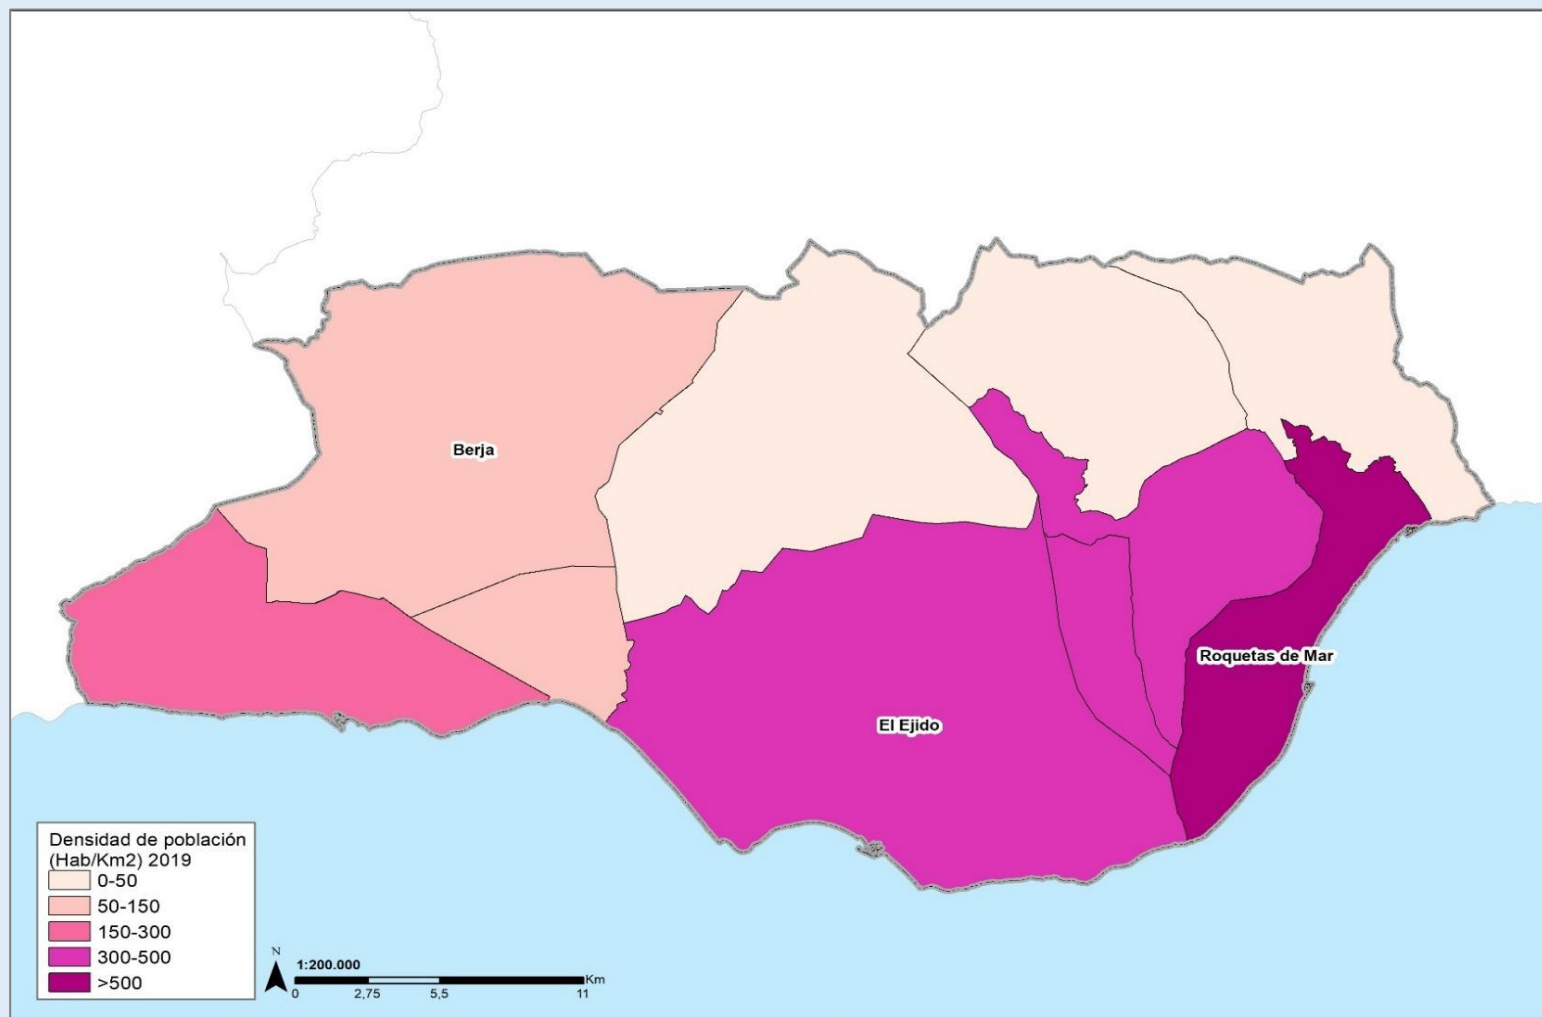 Berja
Roquetas de Mar
El Ejido
Densidad de población
(Hab/Km2) 2019
0-50
50-150
150-300
300-500
>500
N
1:200.000
Km
0 2,75 5,5 11